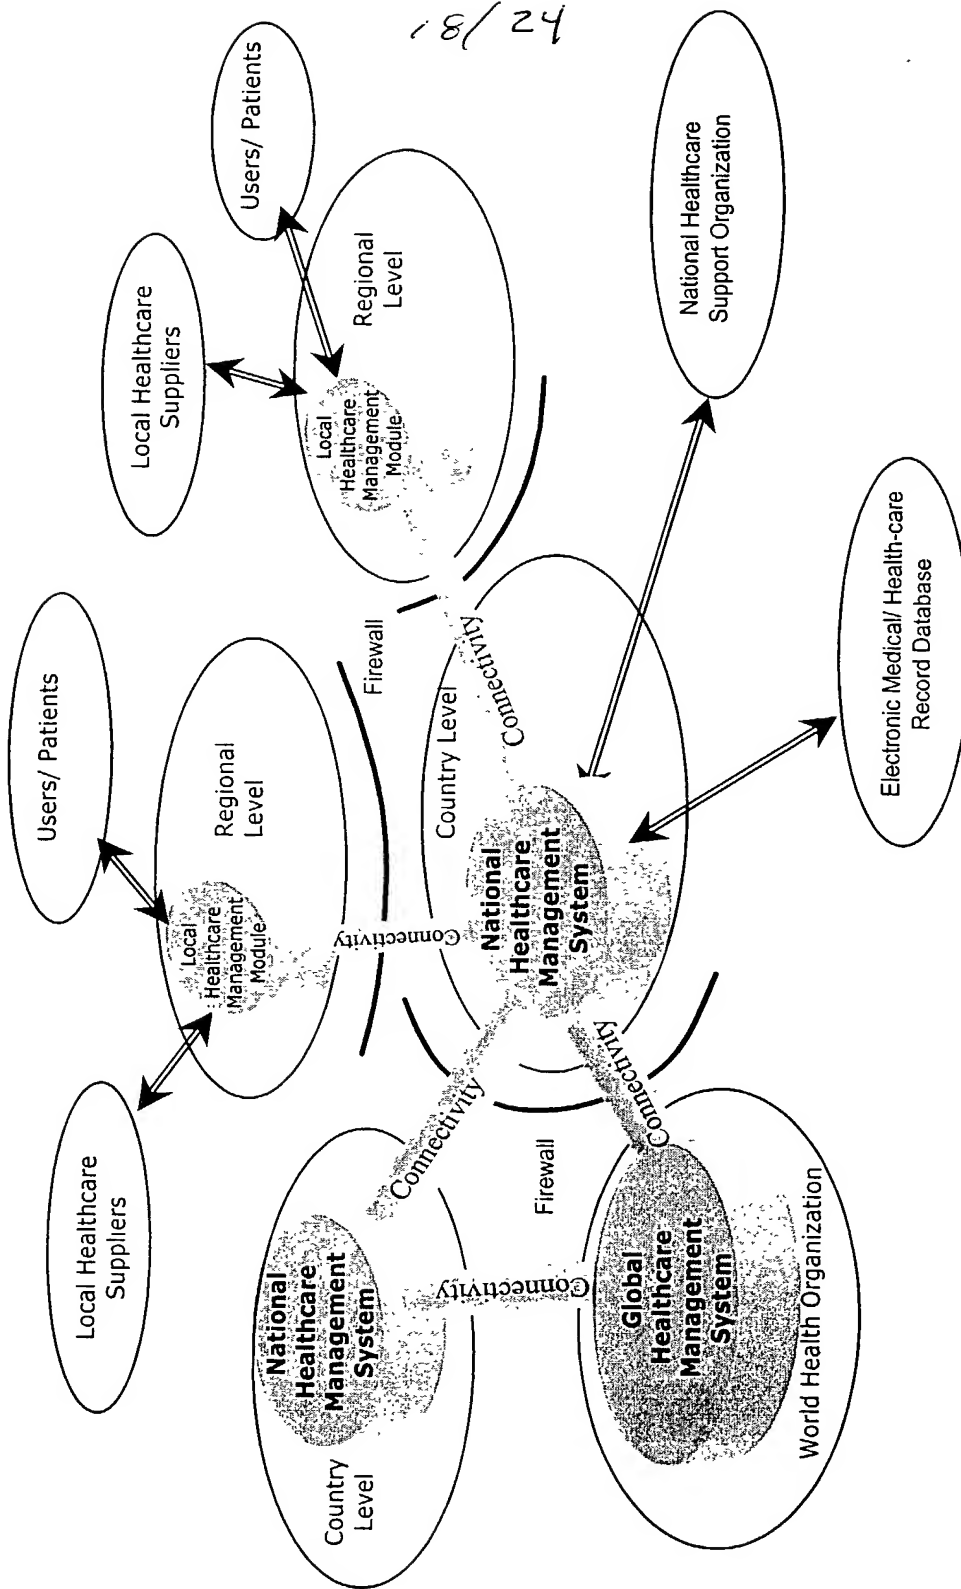 18/24
Users/ Patients
Local Healthcare
Suppliers
Local Healthcare
Suppliers
Users/ Patients
Regional
Level
Local
Healthcare
Management
Module
Regional
Level
Local
Healthcare
Management
Module
Country
Level
National
Healthcare
Management
System
Connectivity
Connectivity
Firewall
Country Level
Connectivity
National
Healthcare
Management
System
Connectivity
Firewall
Connectivity
Global
Healthcare
Management
System
World Health Organization
National Healthcare
Support Organization
Electronic Medical/ Health-care
Record Database